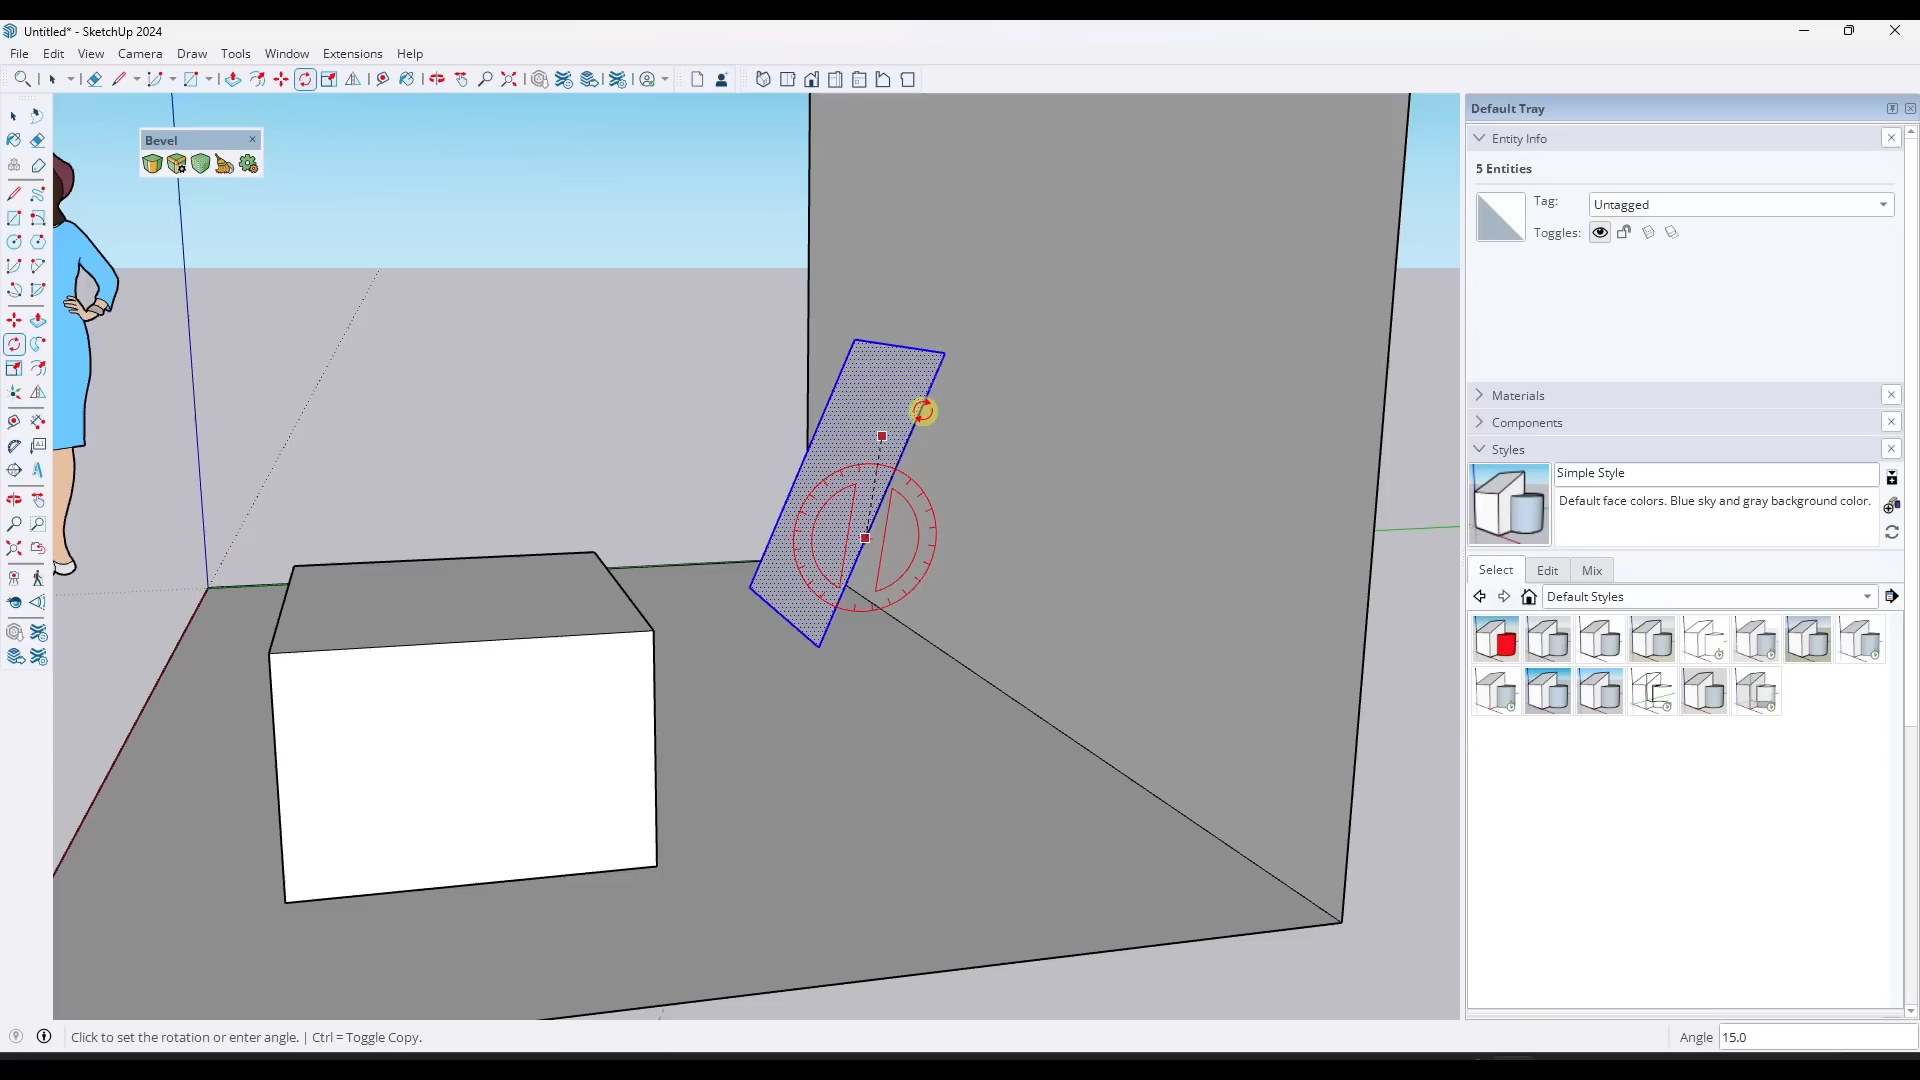 Untitled* - SketchUp 2024
File Edit View Camera Draw Tools Window Extensions Help
Bevel
Default Tray
Entity Info
5 Entities
Tag: Untagged
Toggles:
Materials
Components
Styles
Simple Style
Default face colors. Blue sky and gray background color.
Select Edit Mix
Default Styles
Click to set the rotation or enter angle. | Ctrl = Toggle Copy.
Angle 15.0